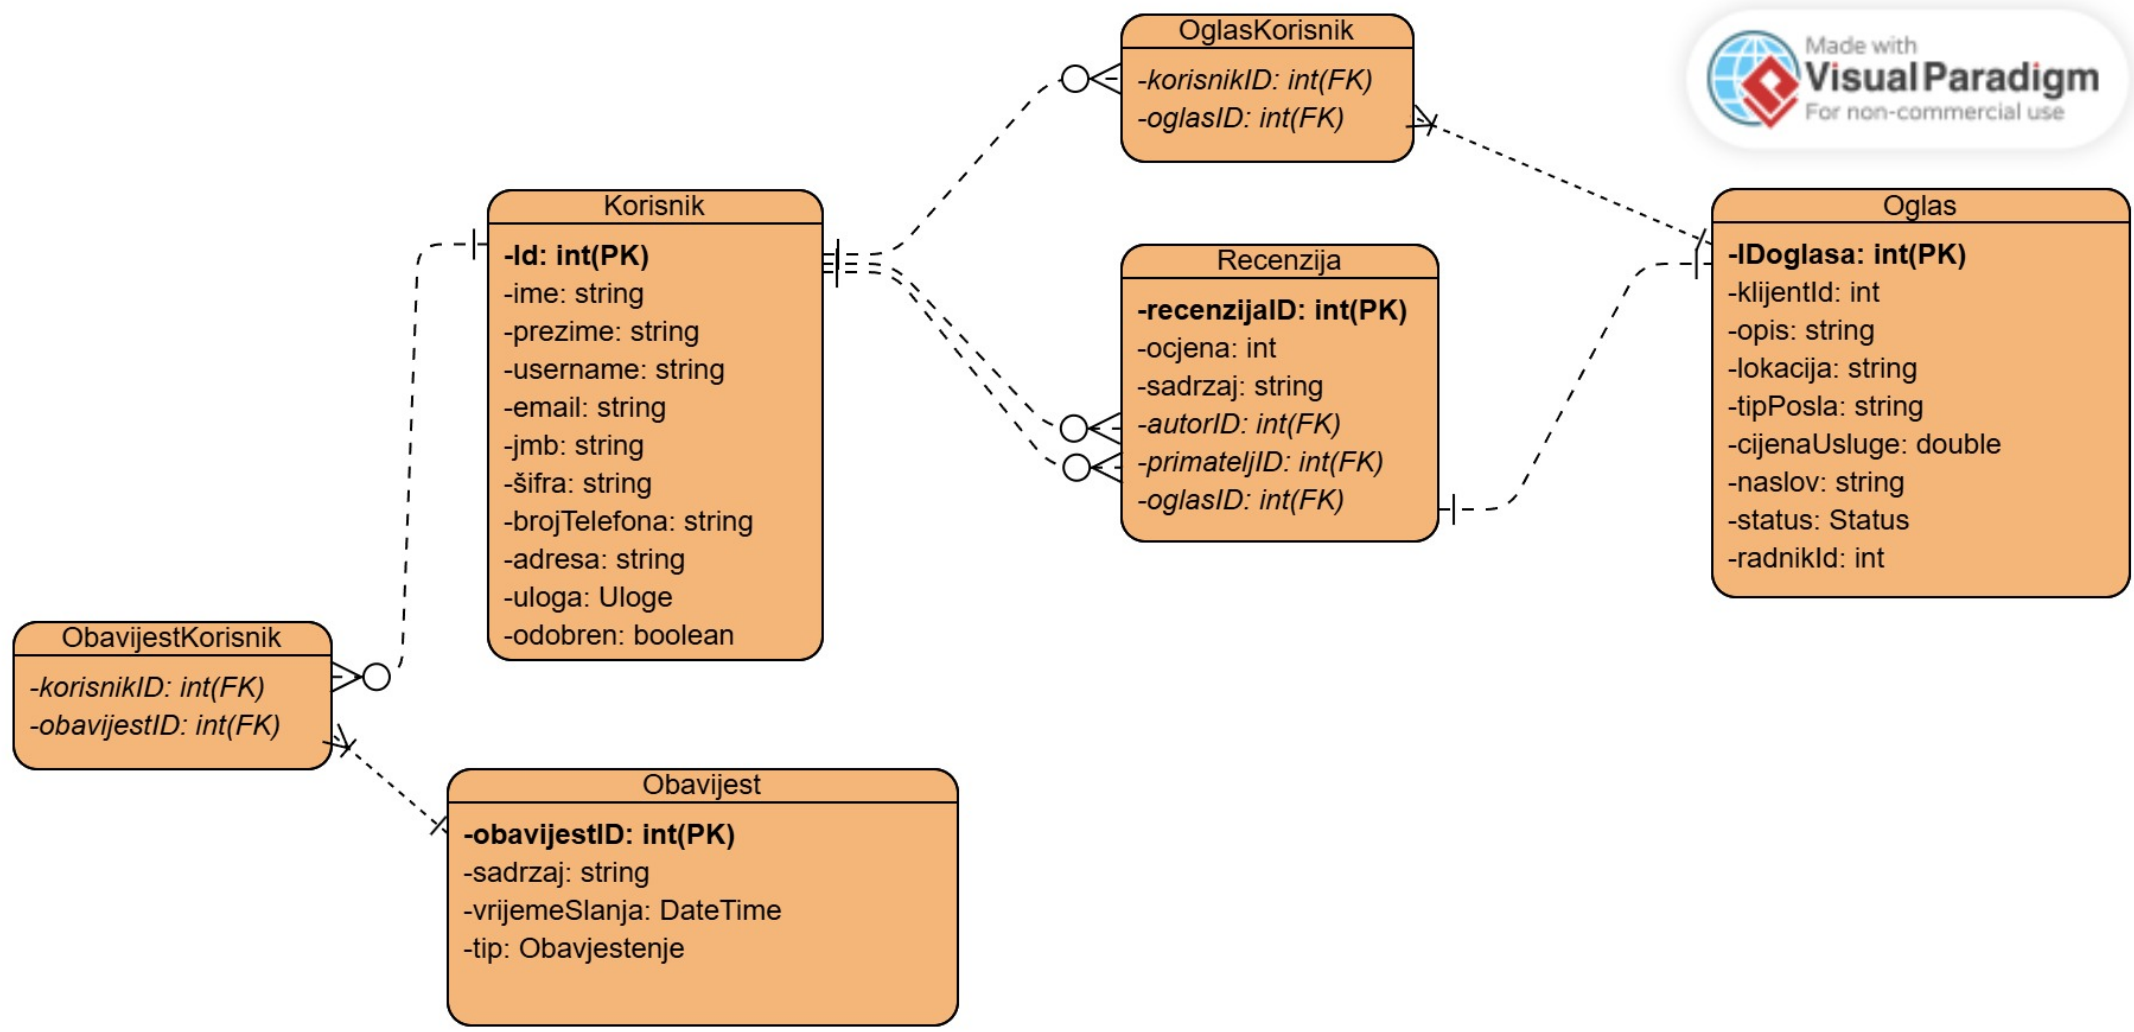 OglasKorisnik
-korisnikID: int(FK)
-oglasID: int(FK)
Made with
Visual Paradigm
For non-commercial use
Korisnik
-Id: int(PK)
-ime: string
-prezime: string
-username: string
-email: string
-jmb: string
-šifra: string
-brojTelefona: string
-adresa: string
-uloga: Uloge
-odobren: boolean
Recenzija
-recenzijaID: int(PK)
-ocjena: int
-sadrzaj: string
-autorID: int(FK)
-primateljID: int(FK)
-oglasID: int(FK)
Oglas
-IDoglasa: int(PK)
-klijentId: int
-opis: string
-lokacija: string
-tipPosla: string
-cijenaUsluge: double
-naslov: string
-status: Status
-radnikId: int
ObavijestKorisnik
-korisnikID: int(FK)
-obavijestID: int(FK)
Obavijest
-obavijestID: int(PK)
-sadrzaj: string
-vrijemeSlanja: DateTime
-tip: Obavjestenje